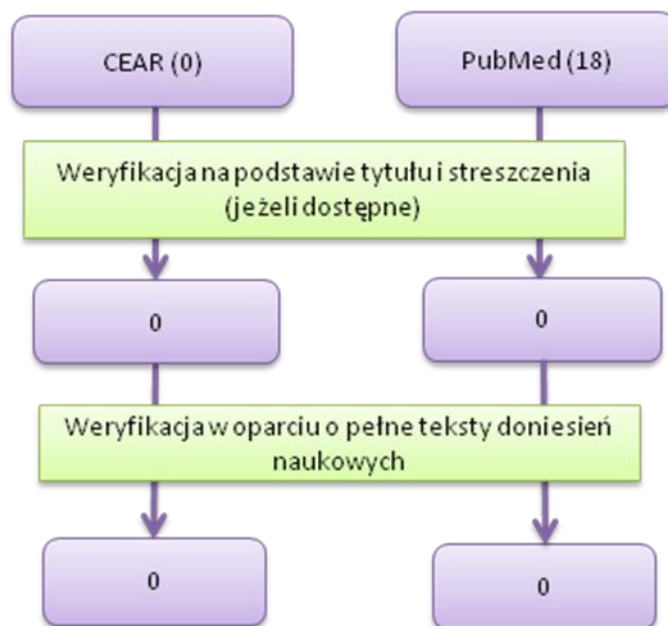 CEAR (0)
PubMed (18)
Weryfikacja na podstawie tytułu i streszczenia
(jeżeli dostępne)
0
0
Weryfikacja w oparciu o pełne teksty doniesień
naukowych
0
0